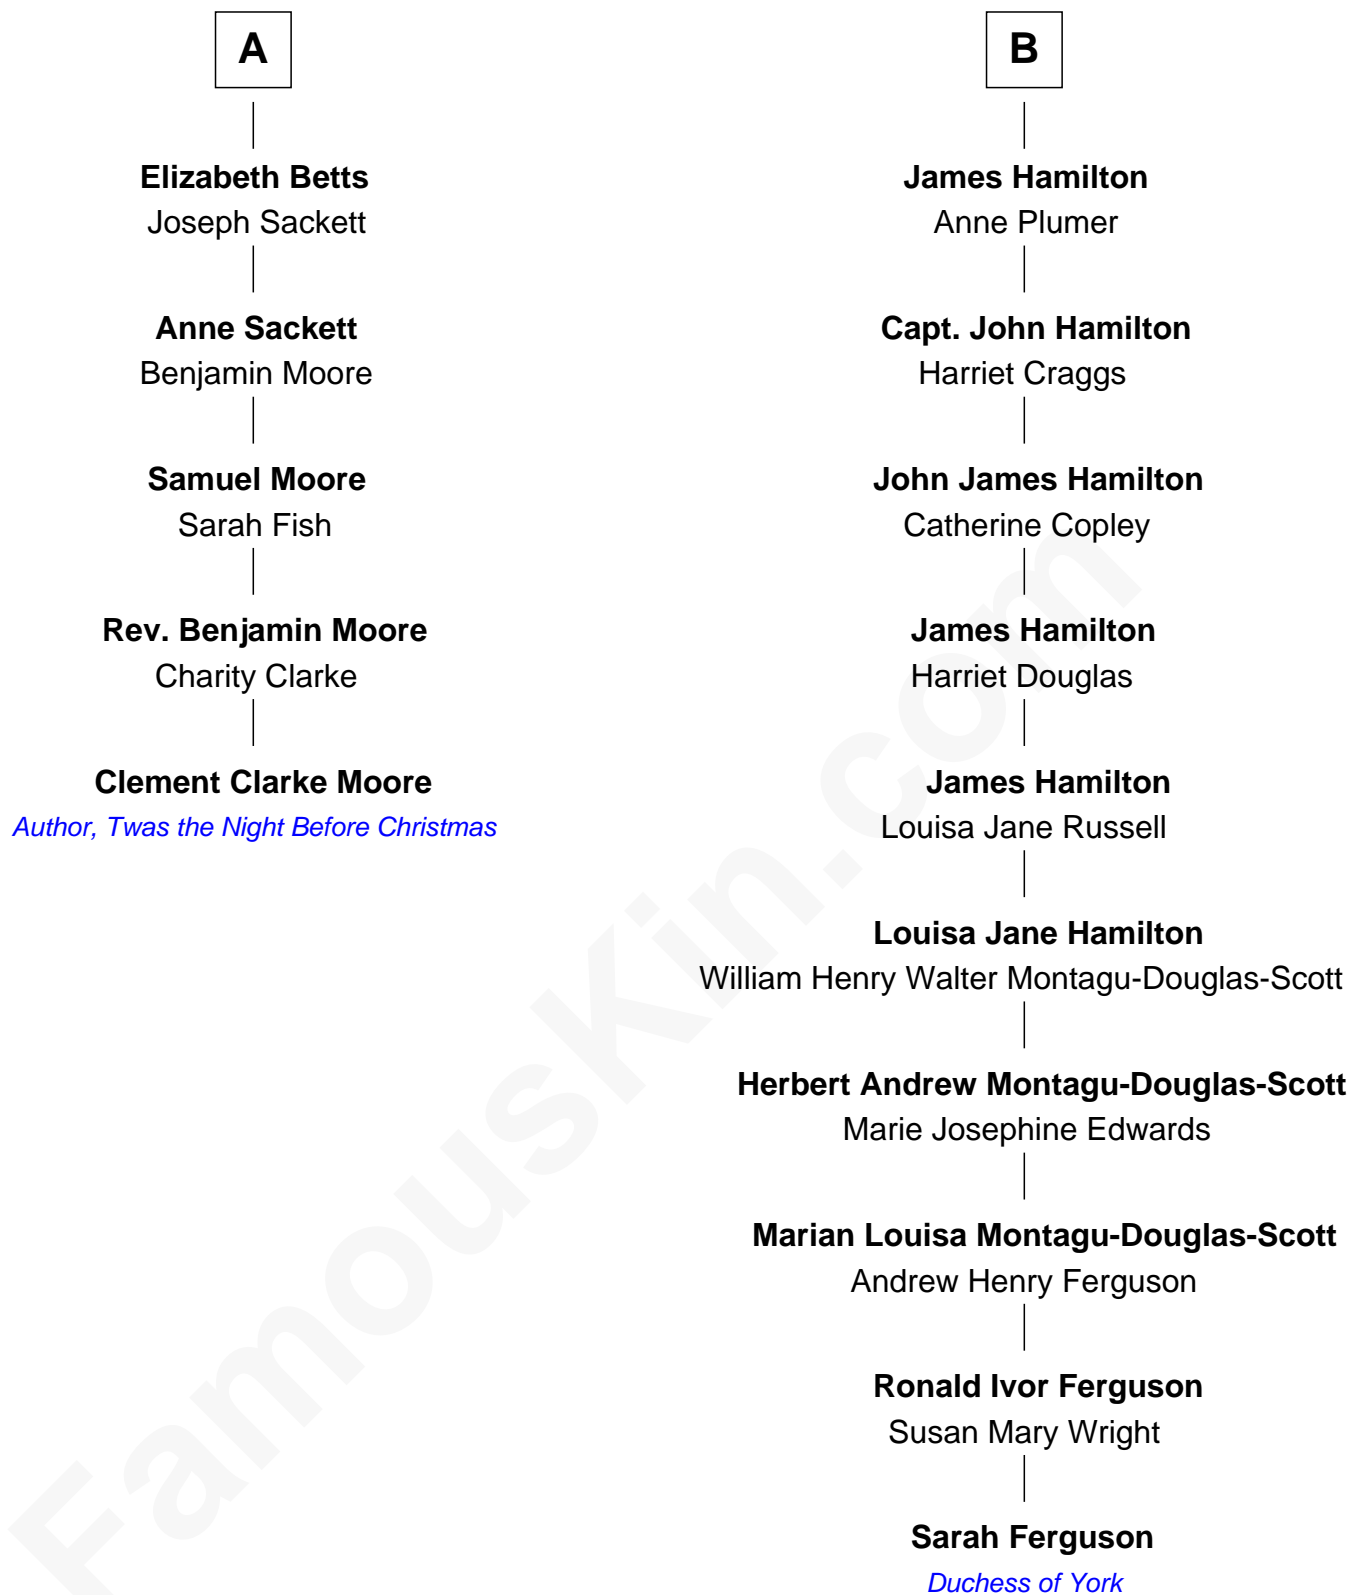 A
Elizabeth Betts
Joseph Sackett
Anne Sackett
Benjamin Moore
Samuel Moore
Sarah Fish
Rev. Benjamin Moore
Charity Clarke
Clement Clarke Moore
Author, Twas the Night Before Christmas
B
James Hamilton
Anne Plumer
Capt. John Hamilton
Harriet Craggs
John James Hamilton
Catherine Copley
James Hamilton
Harriet Douglas
James Hamilton
Louisa Jane Russell
Louisa Jane Hamilton
William Henry Walter Montagu-Douglas-Scott
Herbert Andrew Montagu-Douglas-Scott
Marie Josephine Edwards
Marian Louisa Montagu-Douglas-Scott
Andrew Henry Ferguson
Ronald Ivor Ferguson
Susan Mary Wright
Sarah Ferguson
Duchess of York
FamousKin.com